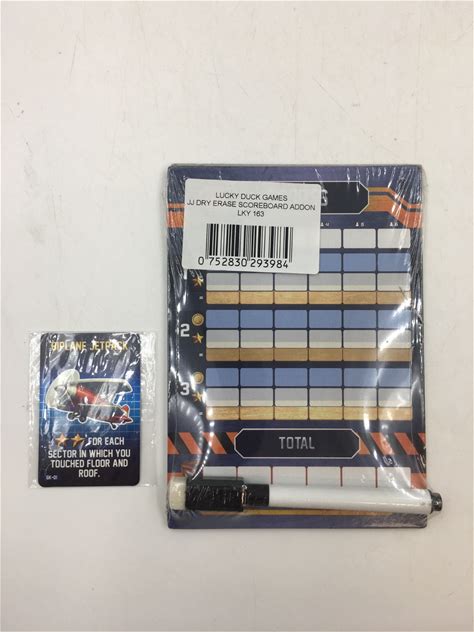 LUCKY DUCK GAMES
JJ DRY ERASE SCOREBOARD ADDON
LKY 163
0 752830 293984
2
3
TOTAL
BIPLANE JETPACK
FOR EACH
SECTOR IN WHICH YOU
TOUCHED FLOOR AND
ROOF.